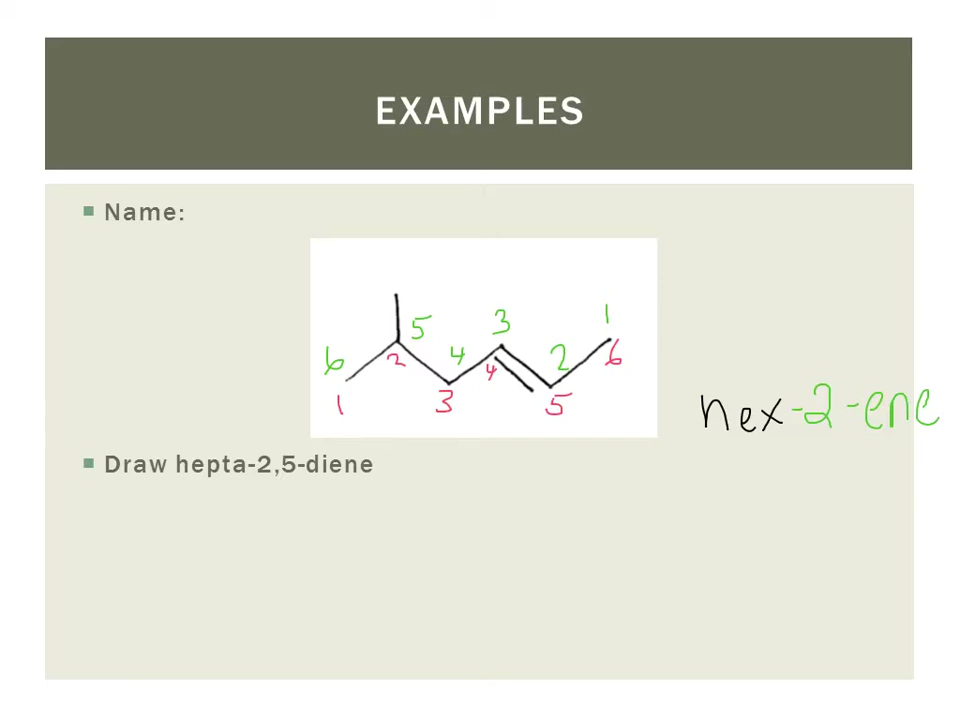 EXAMPLES
Name:
6 5 4 3 2 1
1 2 3 4 5 6
hex-2-ene
Draw hepta-2,5-diene